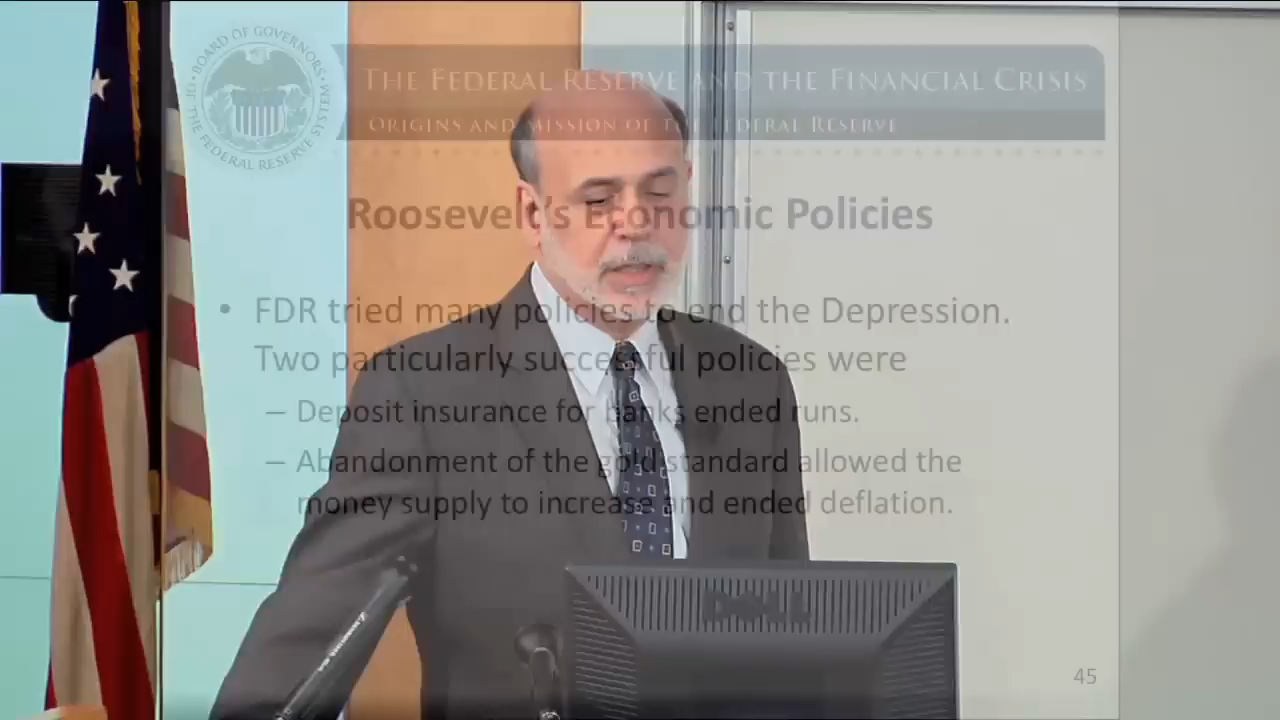 BOARD OF GOVERNORS
OF THE FEDERAL RESERVE SYSTEM
THE FEDERAL RESERVE AND THE FINANCIAL CRISIS
ORIGINS AND MISSION OF THE FEDERAL RESERVE
Roosevelt's Economic Policies
• FDR tried many policies to end the Depression.
Two particularly successful policies were
– Deposit insurance for banks ended runs.
– Abandonment of the gold standard allowed the
money supply to increase and ended deflation.
DELL
45